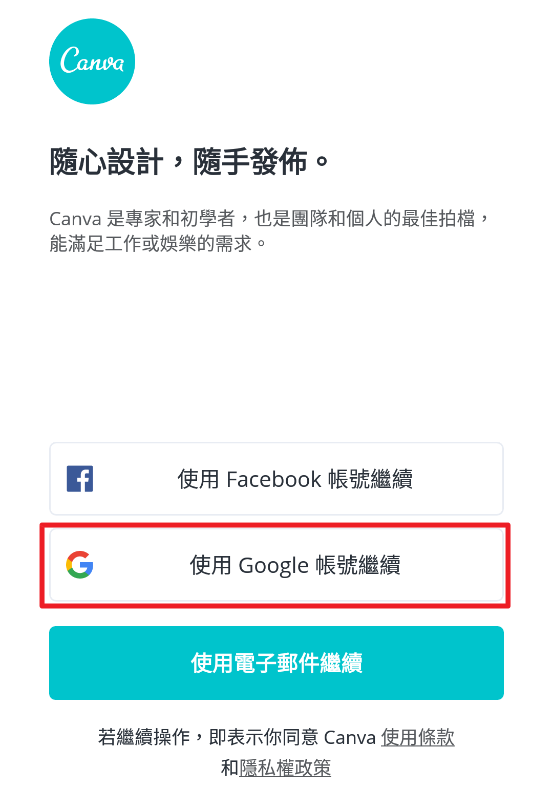 Canva
隨心設計，隨手發佈。
Canva 是專家和初學者，也是團隊和個人的最佳拍檔，
能滿足工作或娛樂的需求。
使用 Facebook 帳號繼續
使用 Google 帳號繼續
使用電子郵件繼續
若繼續操作，即表示你同意 Canva 使用條款
和隱私權政策